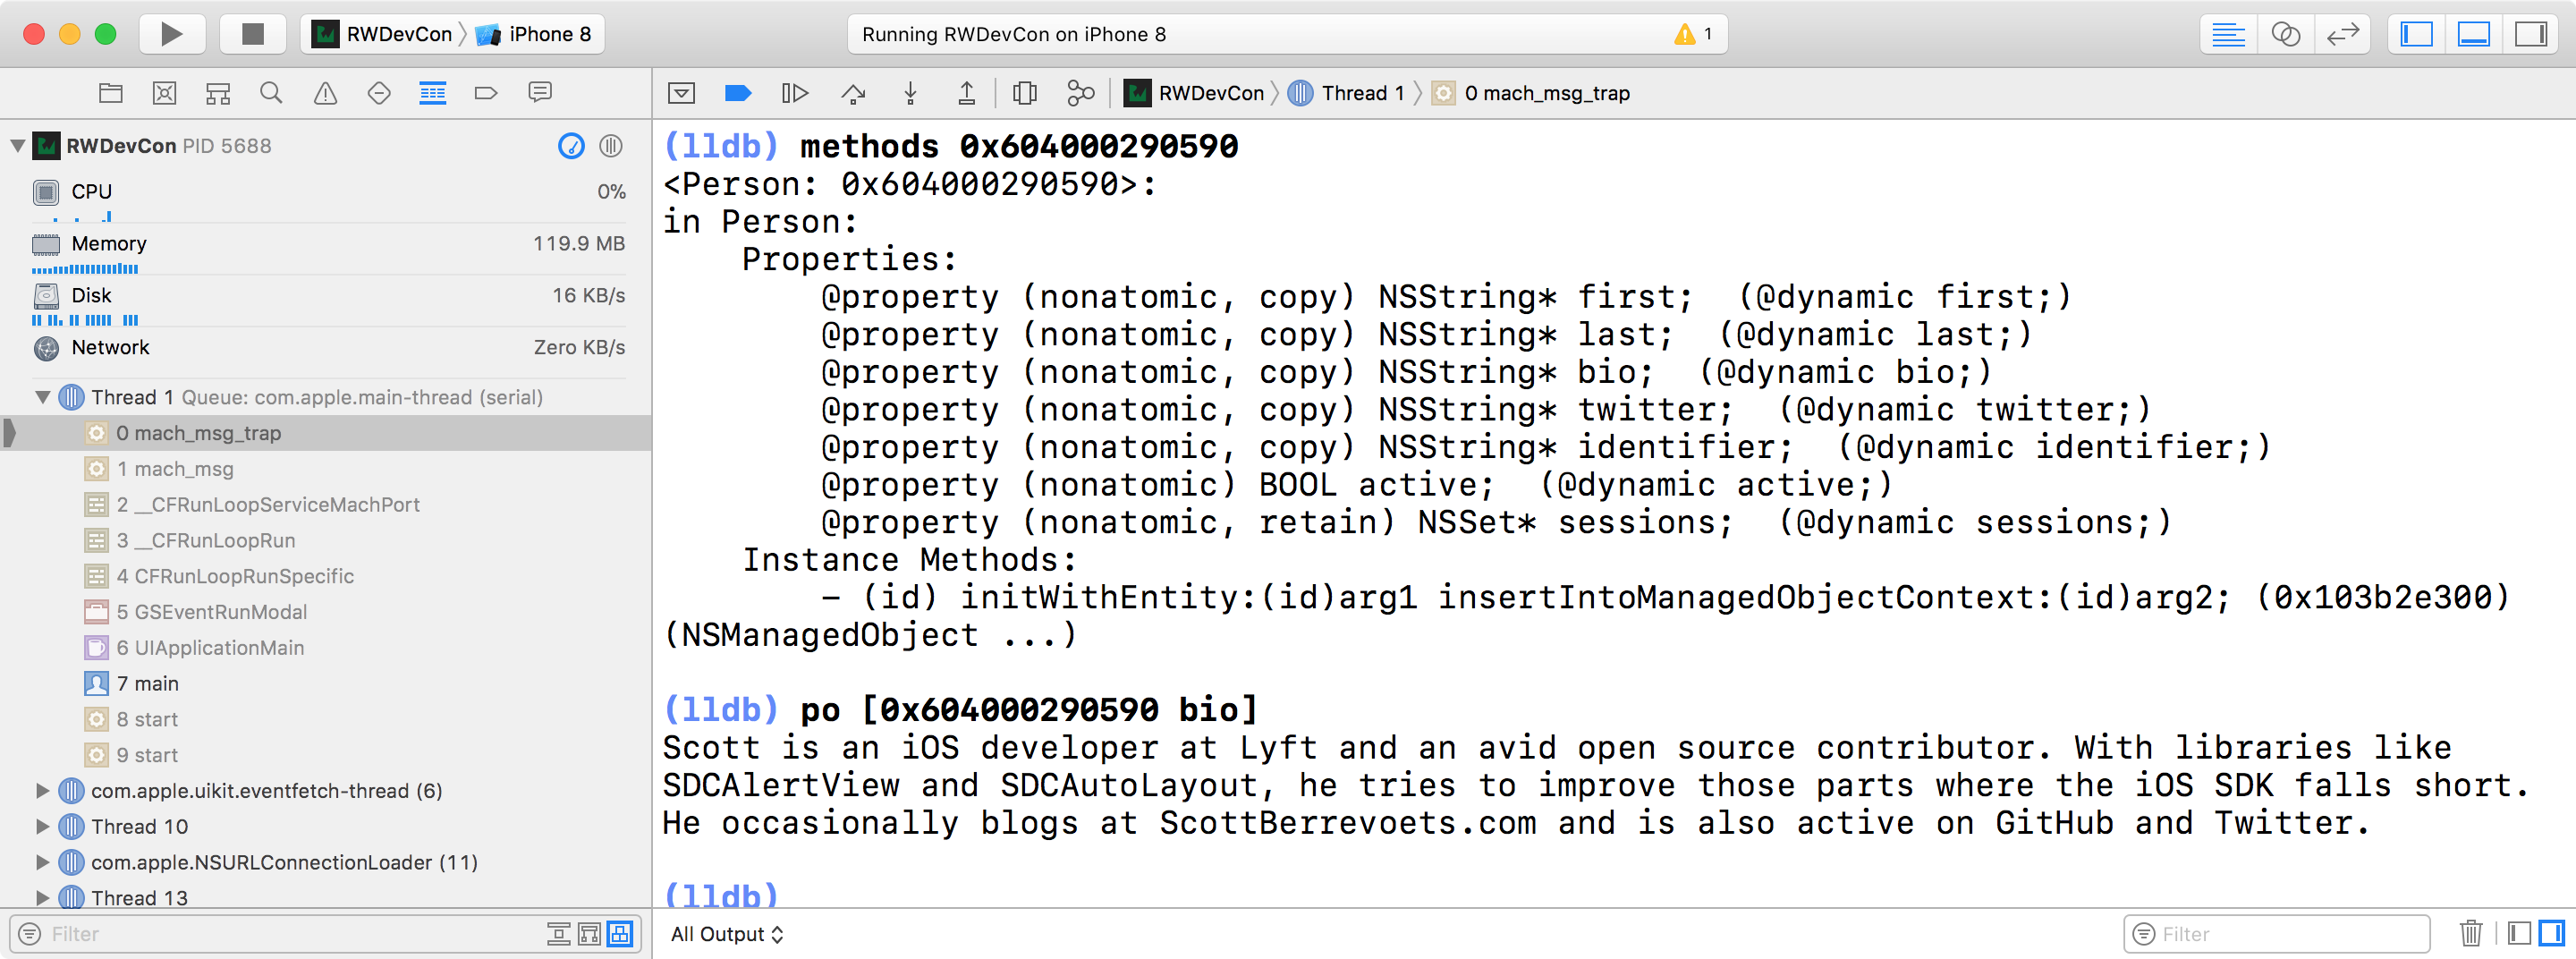 RWDevCon 〉 iPhone 8
Running RWDevCon on iPhone 8
1
RWDevCon 〉 Thread 1 〉 0 mach_msg_trap
RWDevCon PID 5688
CPU 0%
Memory 119.9 MB
Disk 16 KB/s
Network Zero KB/s
Thread 1 Queue: com.apple.main-thread (serial)
0 mach_msg_trap
1 mach_msg
2 __CFRunLoopServiceMachPort
3 __CFRunLoopRun
4 CFRunLoopRunSpecific
5 GSEventRunModal
6 UIApplicationMain
7 main
8 start
9 start
com.apple.uikit.eventfetch-thread (6)
Thread 10
com.apple.NSURLConnectionLoader (11)
Thread 13
Filter
(lldb) methods 0x604000290590
<Person: 0x604000290590>:
in Person:
Properties:
@property (nonatomic, copy) NSString* first;  (@dynamic first;)
@property (nonatomic, copy) NSString* last;  (@dynamic last;)
@property (nonatomic, copy) NSString* bio;  (@dynamic bio;)
@property (nonatomic, copy) NSString* twitter;  (@dynamic twitter;)
@property (nonatomic, copy) NSString* identifier;  (@dynamic identifier;)
@property (nonatomic) BOOL active;  (@dynamic active;)
@property (nonatomic, retain) NSSet* sessions;  (@dynamic sessions;)
Instance Methods:
- (id) initWithEntity:(id)arg1 insertIntoManagedObjectContext:(id)arg2; (0x103b2e300)
(NSManagedObject ...)
(lldb) po [0x604000290590 bio]
Scott is an iOS developer at Lyft and an avid open source contributor. With libraries like
SDCAlertView and SDCAutoLayout, he tries to improve those parts where the iOS SDK falls short.
He occasionally blogs at ScottBerrevoets.com and is also active on GitHub and Twitter.
(lldb)
All Output
Filter